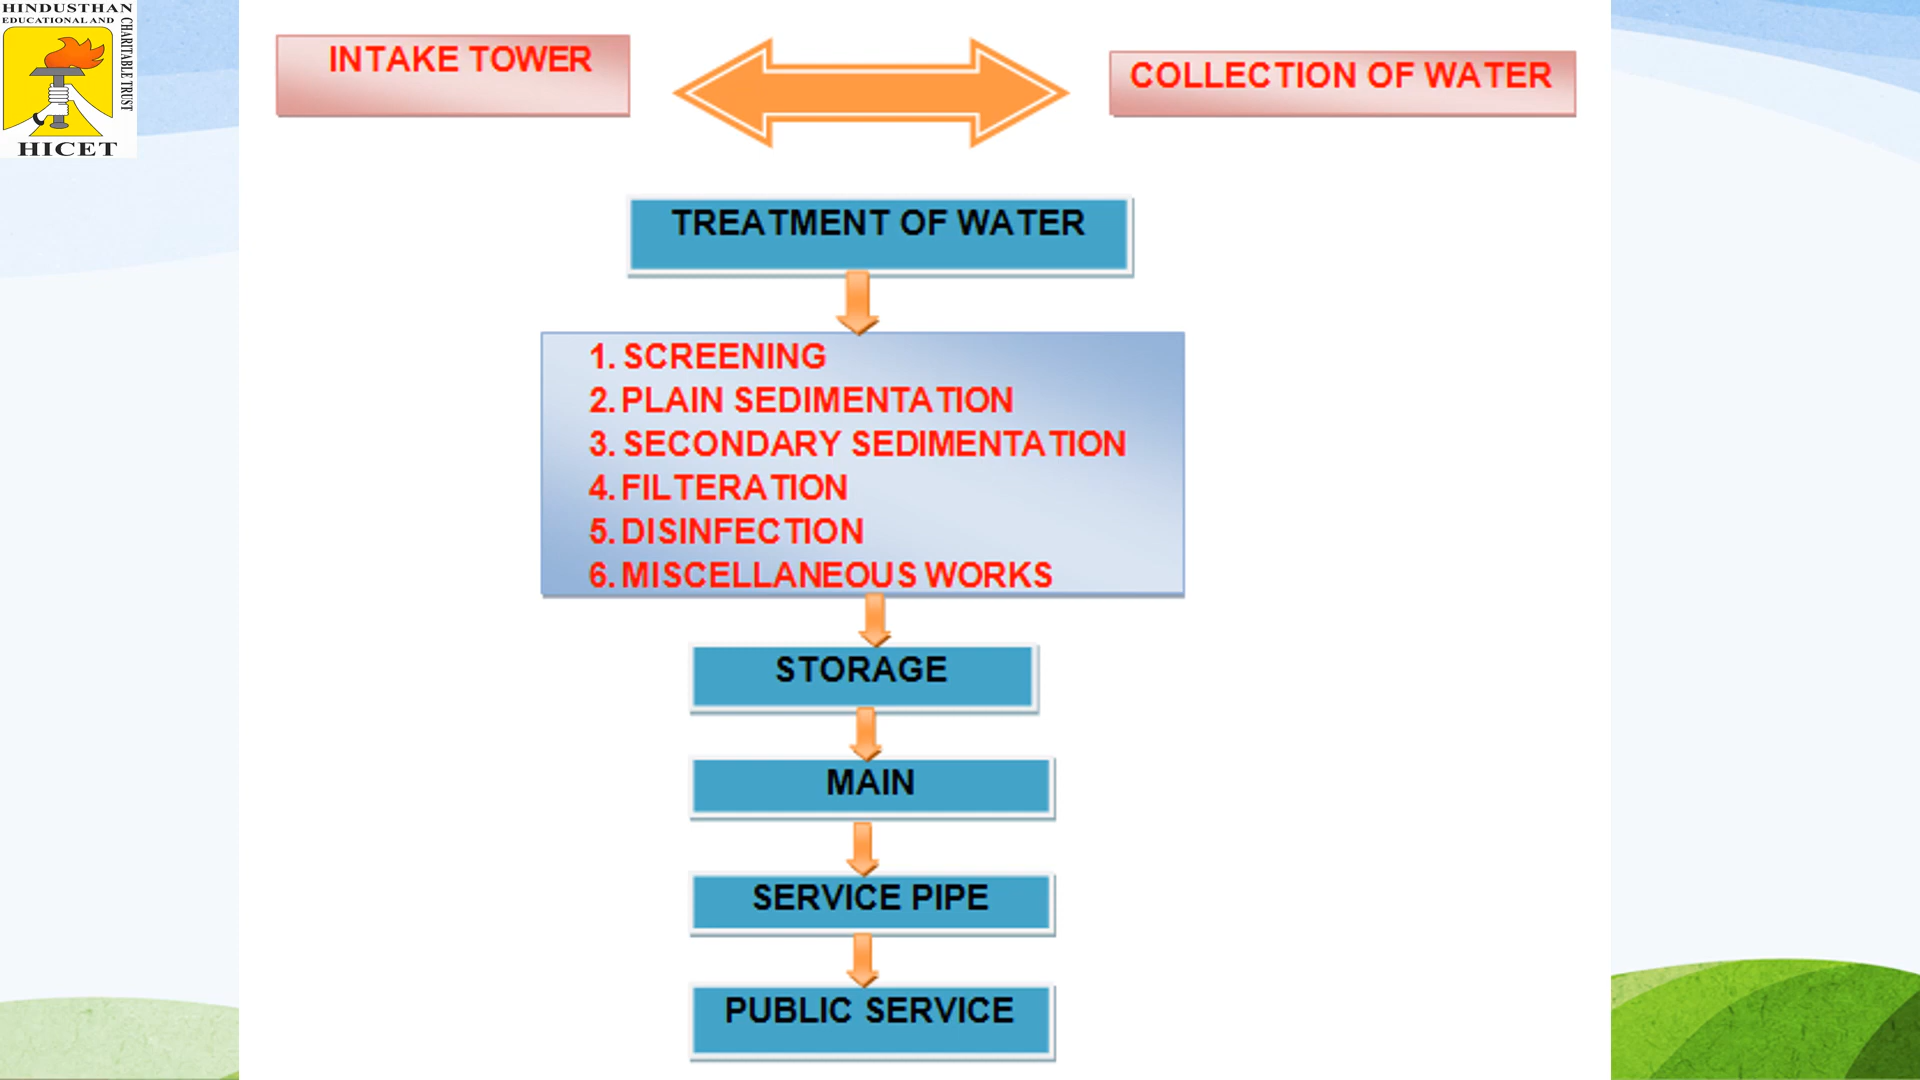 HINDUSTHAN
EDUCATIONAL AND
CHARITABLE TRUST
HICET
INTAKE TOWER
COLLECTION OF WATER
TREATMENT OF WATER
1. SCREENING
2. PLAIN SEDIMENTATION
3. SECONDARY SEDIMENTATION
4. FILTERATION
5. DISINFECTION
6. MISCELLANEOUS WORKS
STORAGE
MAIN
SERVICE PIPE
PUBLIC SERVICE